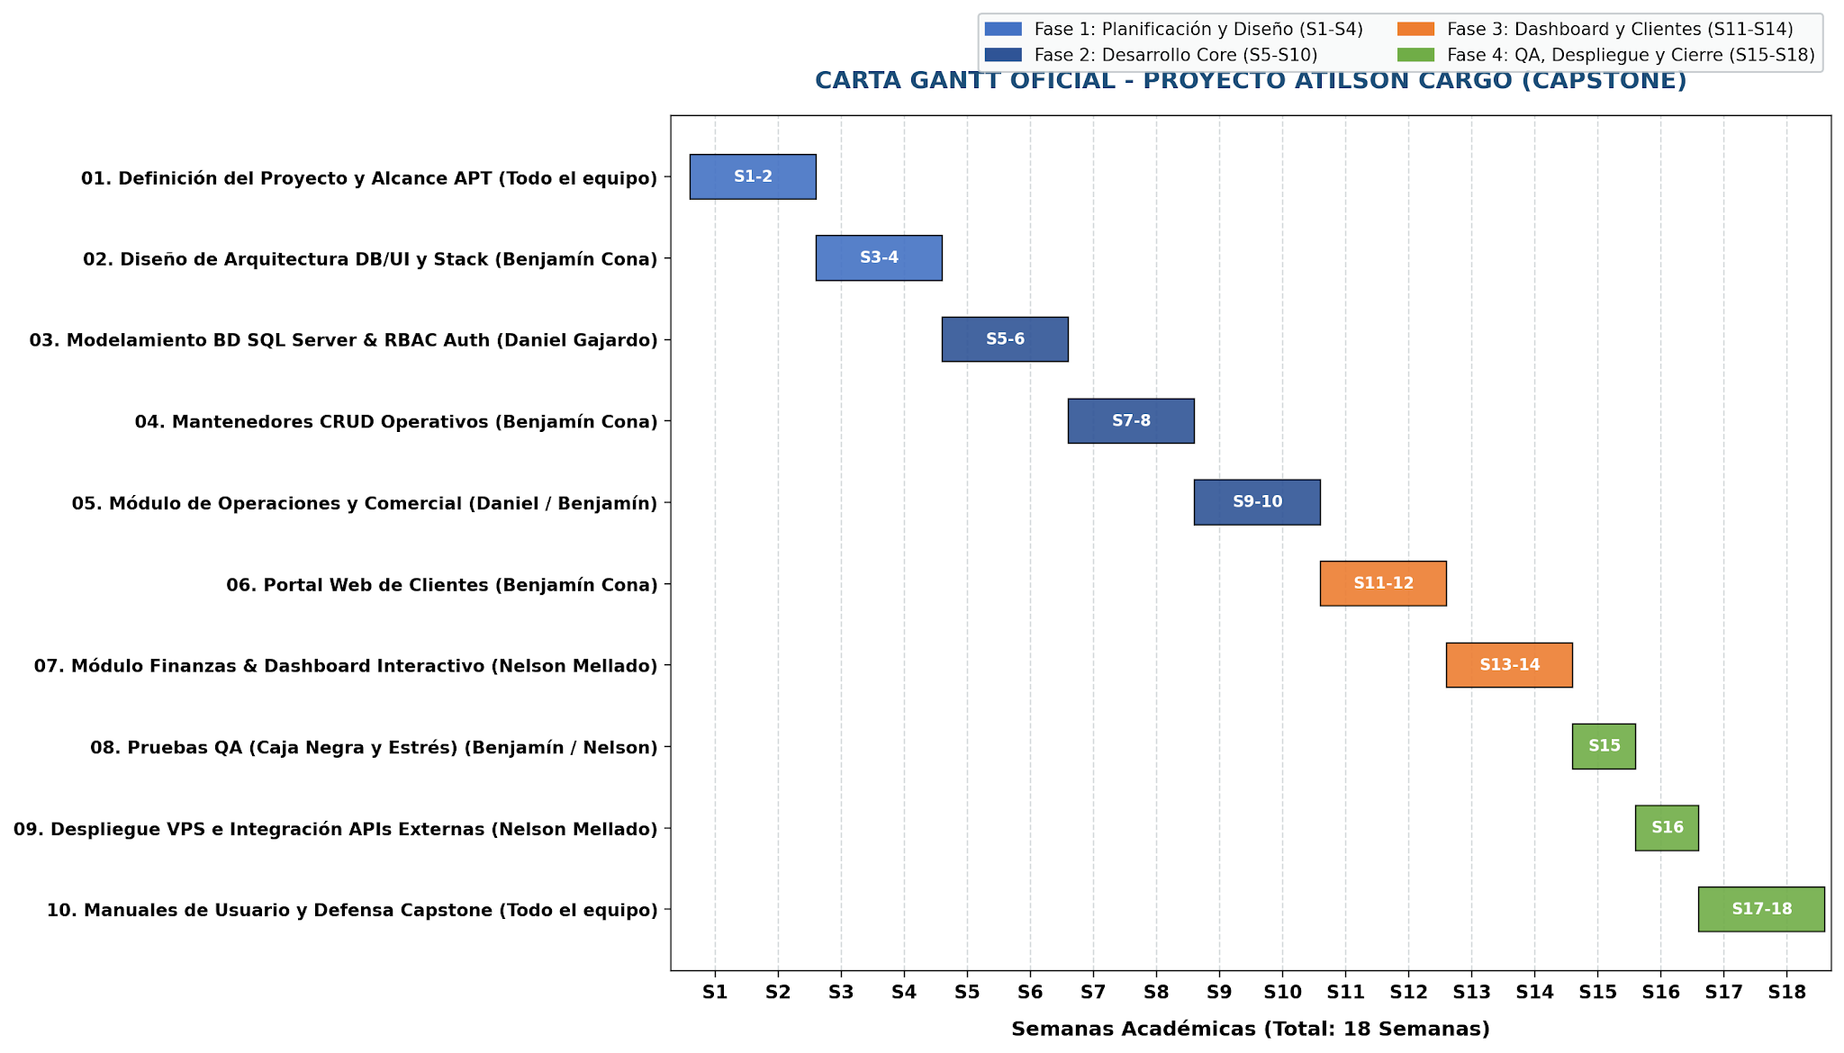 Fase 1: Planificación y Diseño (S1-S4)
Fase 2: Desarrollo Core (S5-S10)
Fase 3: Dashboard y Clientes (S11-S14)
Fase 4: QA, Despliegue y Cierre (S15-S18)
CARTA GANTT OFICIAL - PROYECTO ATILSON CARGO (CAPSTONE)
01. Definición del Proyecto y Alcance APT (Todo el equipo)
S1-2
02. Diseño de Arquitectura DB/UI y Stack (Benjamín Cona)
S3-4
03. Modelamiento BD SQL Server & RBAC Auth (Daniel Gajardo)
S5-6
04. Mantenedores CRUD Operativos (Benjamín Cona)
S7-8
05. Módulo de Operaciones y Comercial (Daniel / Benjamín)
S9-10
06. Portal Web de Clientes (Benjamín Cona)
S11-12
07. Módulo Finanzas & Dashboard Interactivo (Nelson Mellado)
S13-14
08. Pruebas QA (Caja Negra y Estrés) (Benjamín / Nelson)
S15
09. Despliegue VPS e Integración APIs Externas (Nelson Mellado)
S16
10. Manuales de Usuario y Defensa Capstone (Todo el equipo)
S17-18
S1 S2 S3 S4 S5 S6 S7 S8 S9 S10 S11 S12 S13 S14 S15 S16 S17 S18
Semanas Académicas (Total: 18 Semanas)